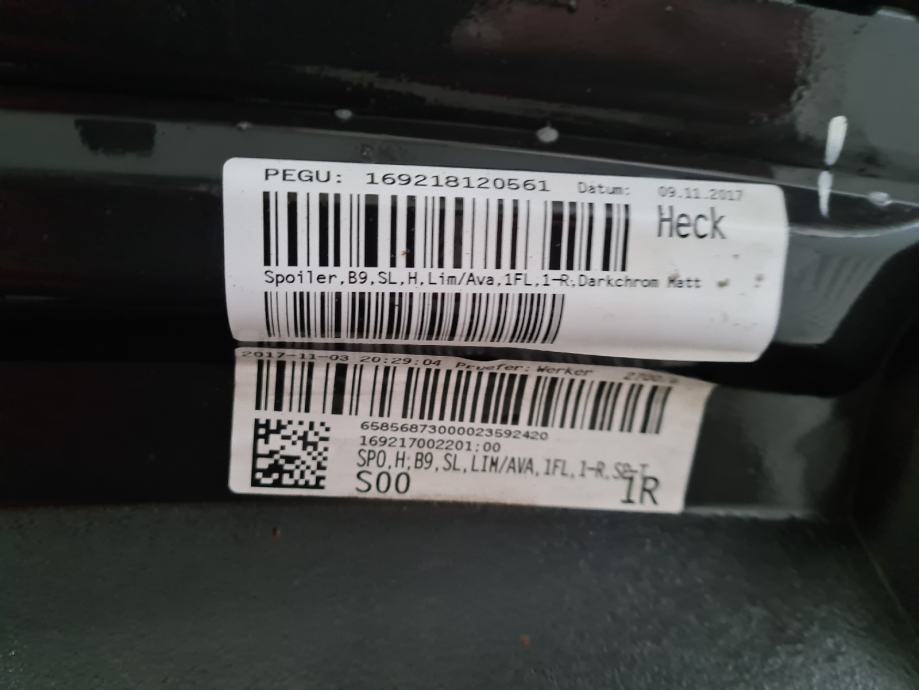 PEGU: 169218120561 Datum: 09.11.2017
Heck
Spoiler,B9,SL,H,Lim/Ava,1FL,1-R,Darkchrom Matt
2017-11-03 20:29:04 Pruefer: Werker
658568730000023592420
169217002201;00
SPO,H;B9,SL,LIM/AVA,1FL,1-R,SP-T
S00 1R